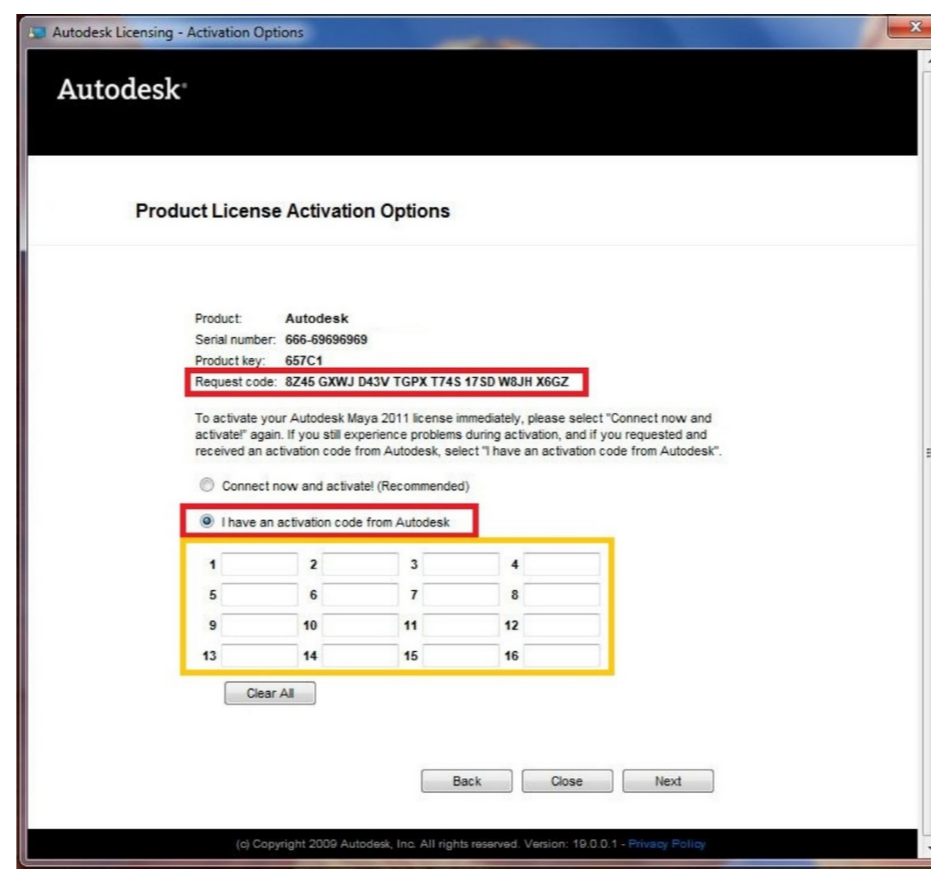 Autodesk Licensing - Activation Options
Autodesk
Product License Activation Options
Product: Autodesk
Serial number: 666-69696969
Product key: 657C1
Request code: 8Z45 GXWJ D43V TGPX T74S 17SD W8JH X6GZ
To activate your Autodesk Maya 2011 license immediately, please select "Connect now and
activate!" again. If you still experience problems during activation, and if you requested and
received an activation code from Autodesk, select "I have an activation code from Autodesk".
Connect now and activate! (Recommended)
I have an activation code from Autodesk
1 2 3 4
5 6 7 8
9 10 11 12
13 14 15 16
Clear All
Back Close Next
(c) Copyright 2009 Autodesk, Inc. All rights reserved. Version: 19.0.0.1 - Privacy Policy